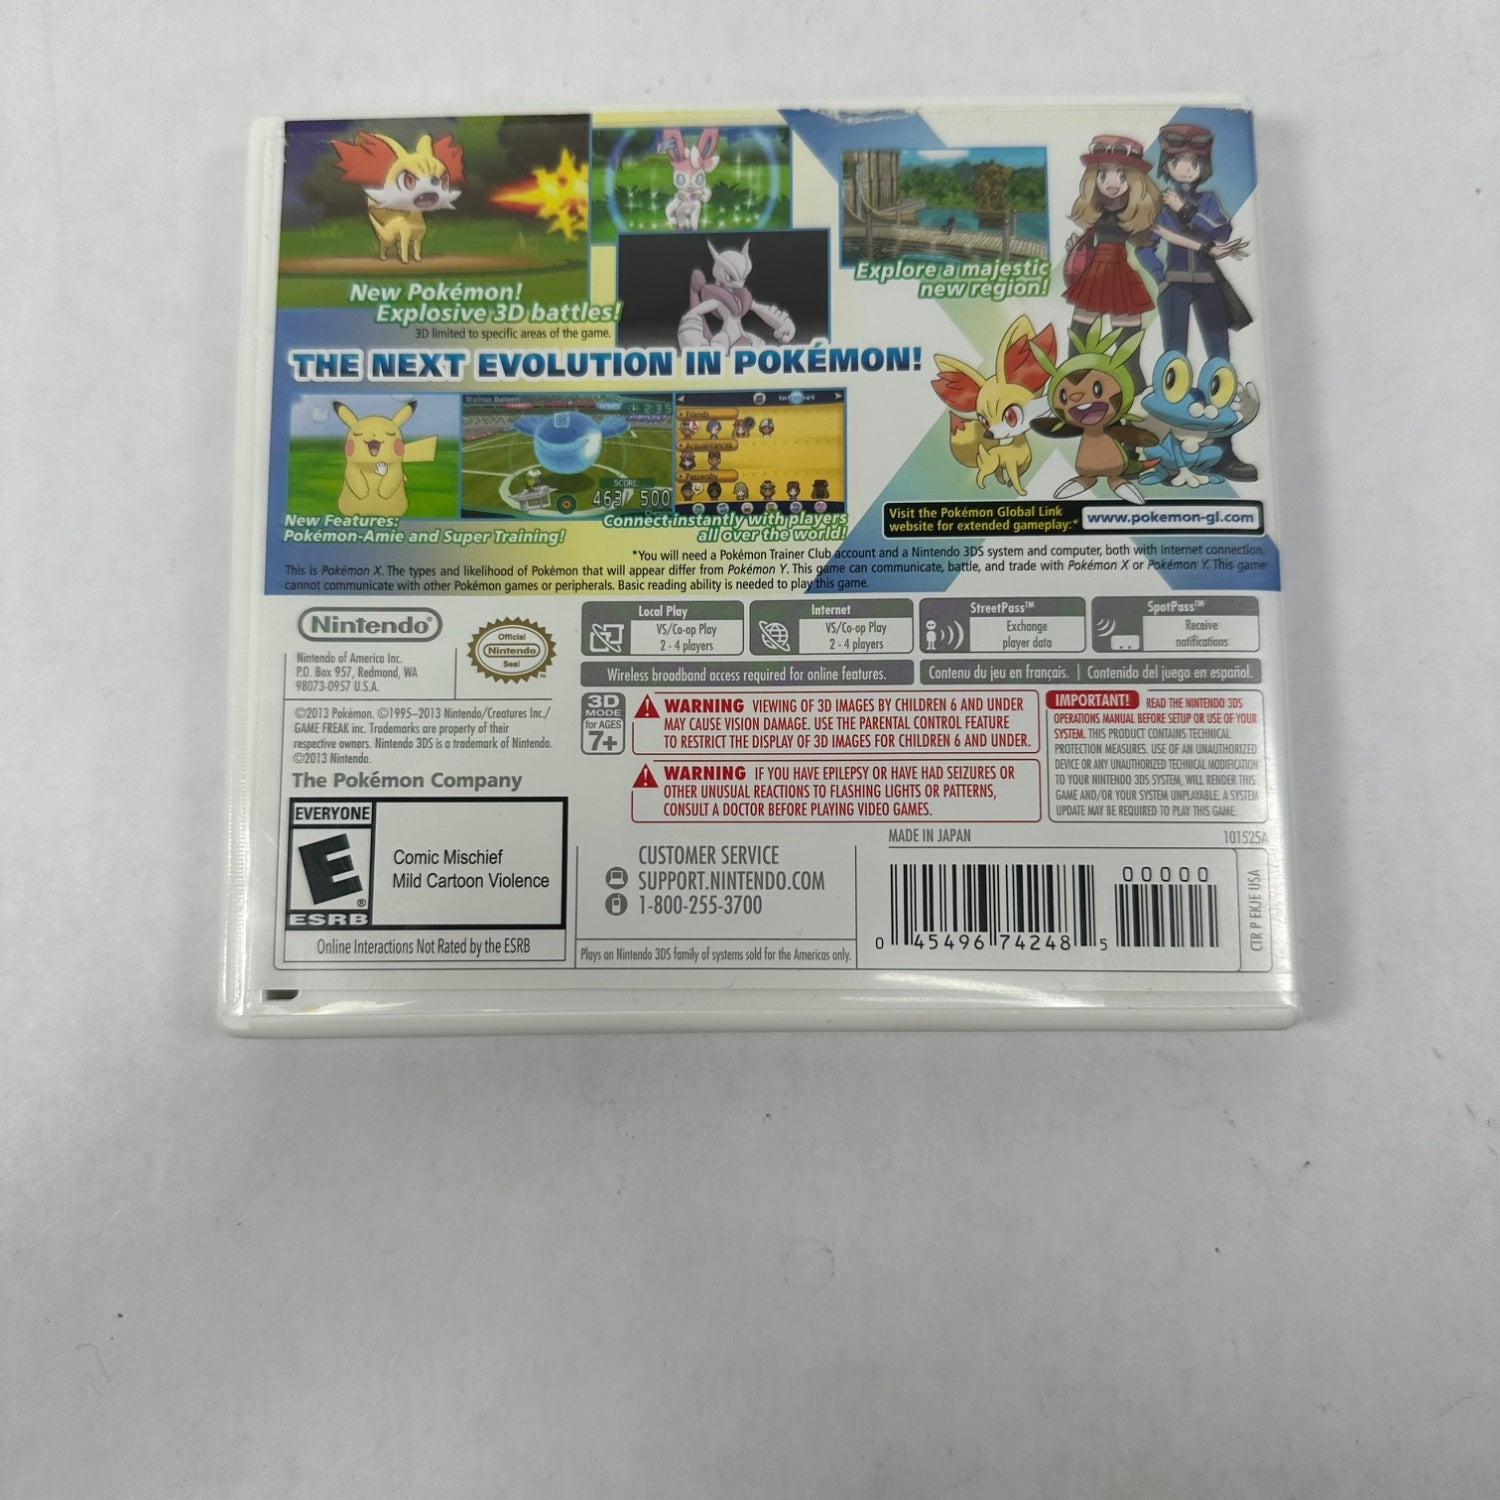 New Pokémon!
Explosive 3D battles!
3D limited to specific areas of the game.
Explore a majestic
new region!
THE NEXT EVOLUTION IN POKÉMON!
Wailmer Balloon
2:35
SCORE:
463/ 500
Friends
Acquaintances
Passersby
New Features:
Pokémon-Amie and Super Training!
Connect instantly with players
all over the world!
Visit the Pokémon Global Link
website for extended gameplay:*
www.pokemon-gl.com
*You will need a Pokémon Trainer Club account and a Nintendo 3DS system and computer, both with Internet connection.
This is Pokémon X. The types and likelihood of Pokémon that will appear differ from Pokémon Y. This game can communicate, battle, and trade with Pokémon X or Pokémon Y. This game
cannot communicate with other Pokémon games or peripherals. Basic reading ability is needed to play this game.
Nintendo®
Nintendo of America Inc.
P.O. Box 957, Redmond, WA
98073-0957 U.S.A.
Official
Nintendo
Seal
™
Local Play
VS/Co-op Play
2 - 4 players
Internet
VS/Co-op Play
2 - 4 players
StreetPass™
Exchange
player data
SpotPass™
Receive
notifications
Wireless broadband access required for online features.
Contenu du jeu en français.
Contenido del juego en español.
©2013 Pokémon. ©1995–2013 Nintendo/Creatures Inc./
GAME FREAK inc. Trademarks are property of their
respective owners. Nintendo 3DS is a trademark of Nintendo.
©2013 Nintendo.
The Pokémon Company
3D
MODE
for AGES
7+
WARNING VIEWING OF 3D IMAGES BY CHILDREN 6 AND UNDER
MAY CAUSE VISION DAMAGE. USE THE PARENTAL CONTROL FEATURE
TO RESTRICT THE DISPLAY OF 3D IMAGES FOR CHILDREN 6 AND UNDER.
WARNING IF YOU HAVE EPILEPSY OR HAVE HAD SEIZURES OR
OTHER UNUSUAL REACTIONS TO FLASHING LIGHTS OR PATTERNS,
CONSULT A DOCTOR BEFORE PLAYING VIDEO GAMES.
IMPORTANT! READ THE NINTENDO 3DS
OPERATIONS MANUAL BEFORE SETUP OR USE OF YOUR
SYSTEM. THIS PRODUCT CONTAINS TECHNICAL
PROTECTION MEASURES. USE OF AN UNAUTHORIZED
DEVICE OR ANY UNAUTHORIZED TECHNICAL MODIFICATION
TO YOUR NINTENDO 3DS SYSTEM, WILL RENDER THIS
GAME AND/OR YOUR SYSTEM UNPLAYABLE. A SYSTEM
UPDATE MAY BE REQUIRED TO PLAY THIS GAME.
EVERYONE
E
®
ESRB
Comic Mischief
Mild Cartoon Violence
Online Interactions Not Rated by the ESRB
CUSTOMER SERVICE
SUPPORT.NINTENDO.COM
1-800-255-3700
Plays on Nintendo 3DS family of systems sold for the Americas only.
MADE IN JAPAN
101525A
00000
0 45496 74248 5
CTR P EKJE USA